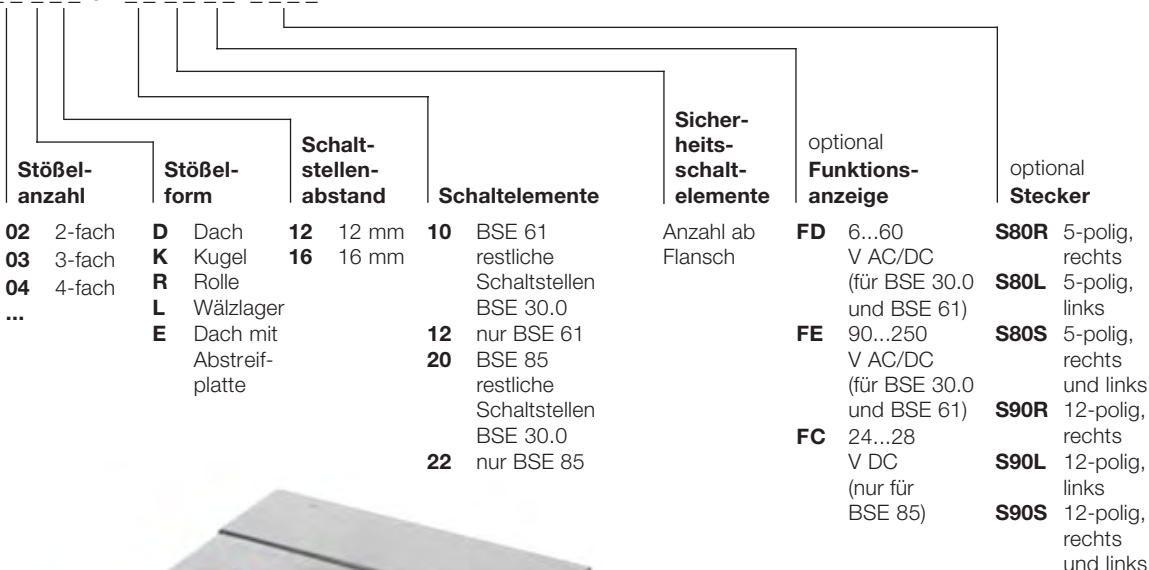 Stößel-
anzahl
02 2-fach
03 3-fach
04 4-fach
...
Stößel-
form
D Dach
K Kugel
R Rolle
L Wälzlager
E Dach mit
Abstreif-
platte
Schalt-
stellen-
abstand
12 12 mm
16 16 mm
Schaltelemente
10 BSE 61
restliche
Schaltstellen
BSE 30.0
12 nur BSE 61
20 BSE 85
restliche
Schaltstellen
BSE 30.0
22 nur BSE 85
Sicher-
heits-
schalt-
elemente
Anzahl ab
Flansch
optional
Funktions-
anzeige
FD 6...60
V AC/DC
(für BSE 30.0
und BSE 61)
FE 90...250
V AC/DC
(für BSE 30.0
und BSE 61)
FC 24...28
V DC
(nur für
BSE 85)
optional
Stecker
S80R 5-polig,
rechts
S80L 5-polig,
links
S80S 5-polig,
rechts
und links
S90R 12-polig,
rechts
S90L 12-polig,
links
S90S 12-polig,
rechts
und links